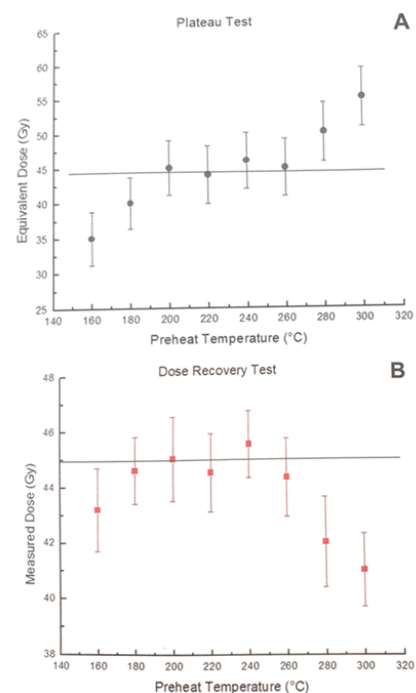 Plateau Test
A
Equivalent Dose (Gy)
65
60
55
50
45
40
35
30
25
140 160 180 200 220 240 260 280 300 320
Preheat Temperature (°C)
Dose Recovery Test
B
Measured Dose (Gy)
48
46
44
42
40
38
140 160 180 200 220 240 260 280 300 320
Preheat Temperature (°C)